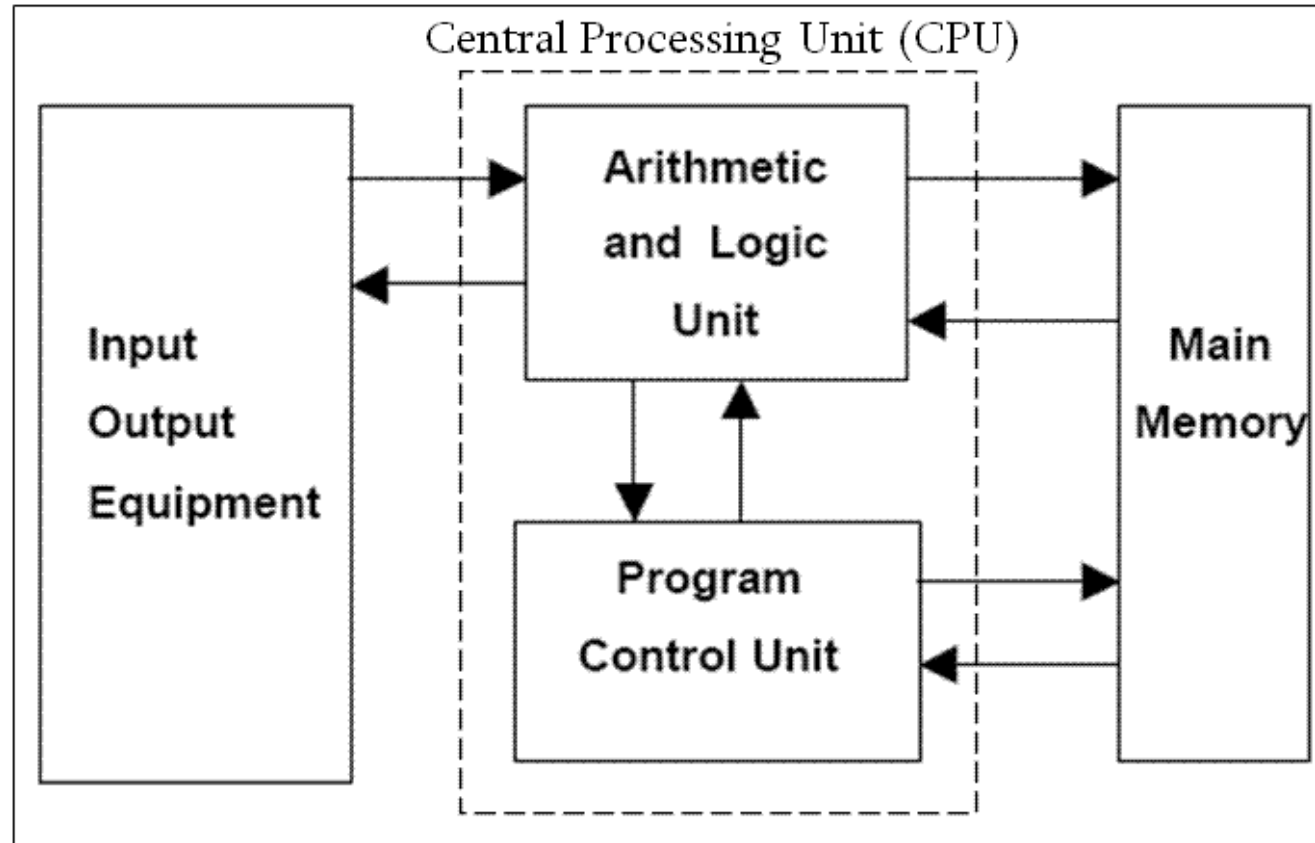 Central Processing Unit (CPU)
Arithmetic
and Logic
Unit
Input
Output
Equipment
Main
Memory
Program
Control Unit